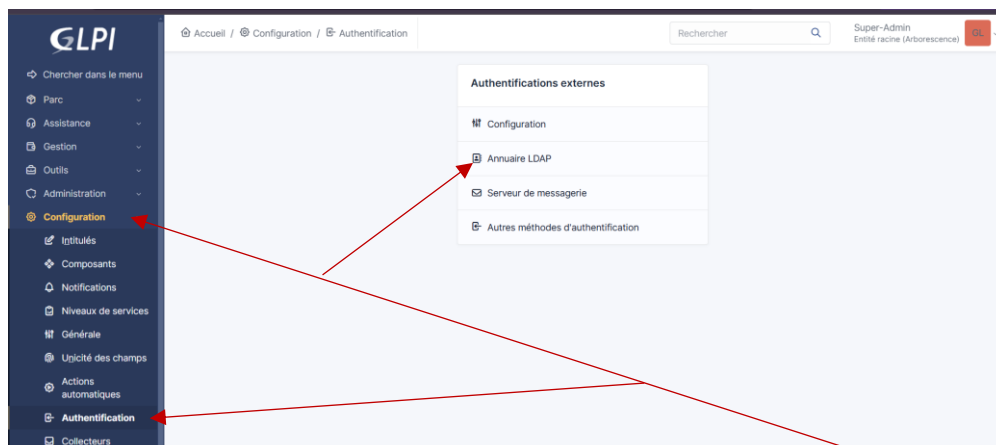 GLPI
Accueil / Configuration / Authentification
Rechercher
Super-Admin
Entité racine (Arborescence)
GL
Chercher dans le menu
Parc
Assistance
Gestion
Outils
Administration
Configuration
Intitulés
Composants
Notifications
Niveaux de services
Générale
Unicité des champs
Actions
automatiques
Authentification
Collecteurs
Authentifications externes
Configuration
Annuaire LDAP
Serveur de messagerie
Autres méthodes d'authentification